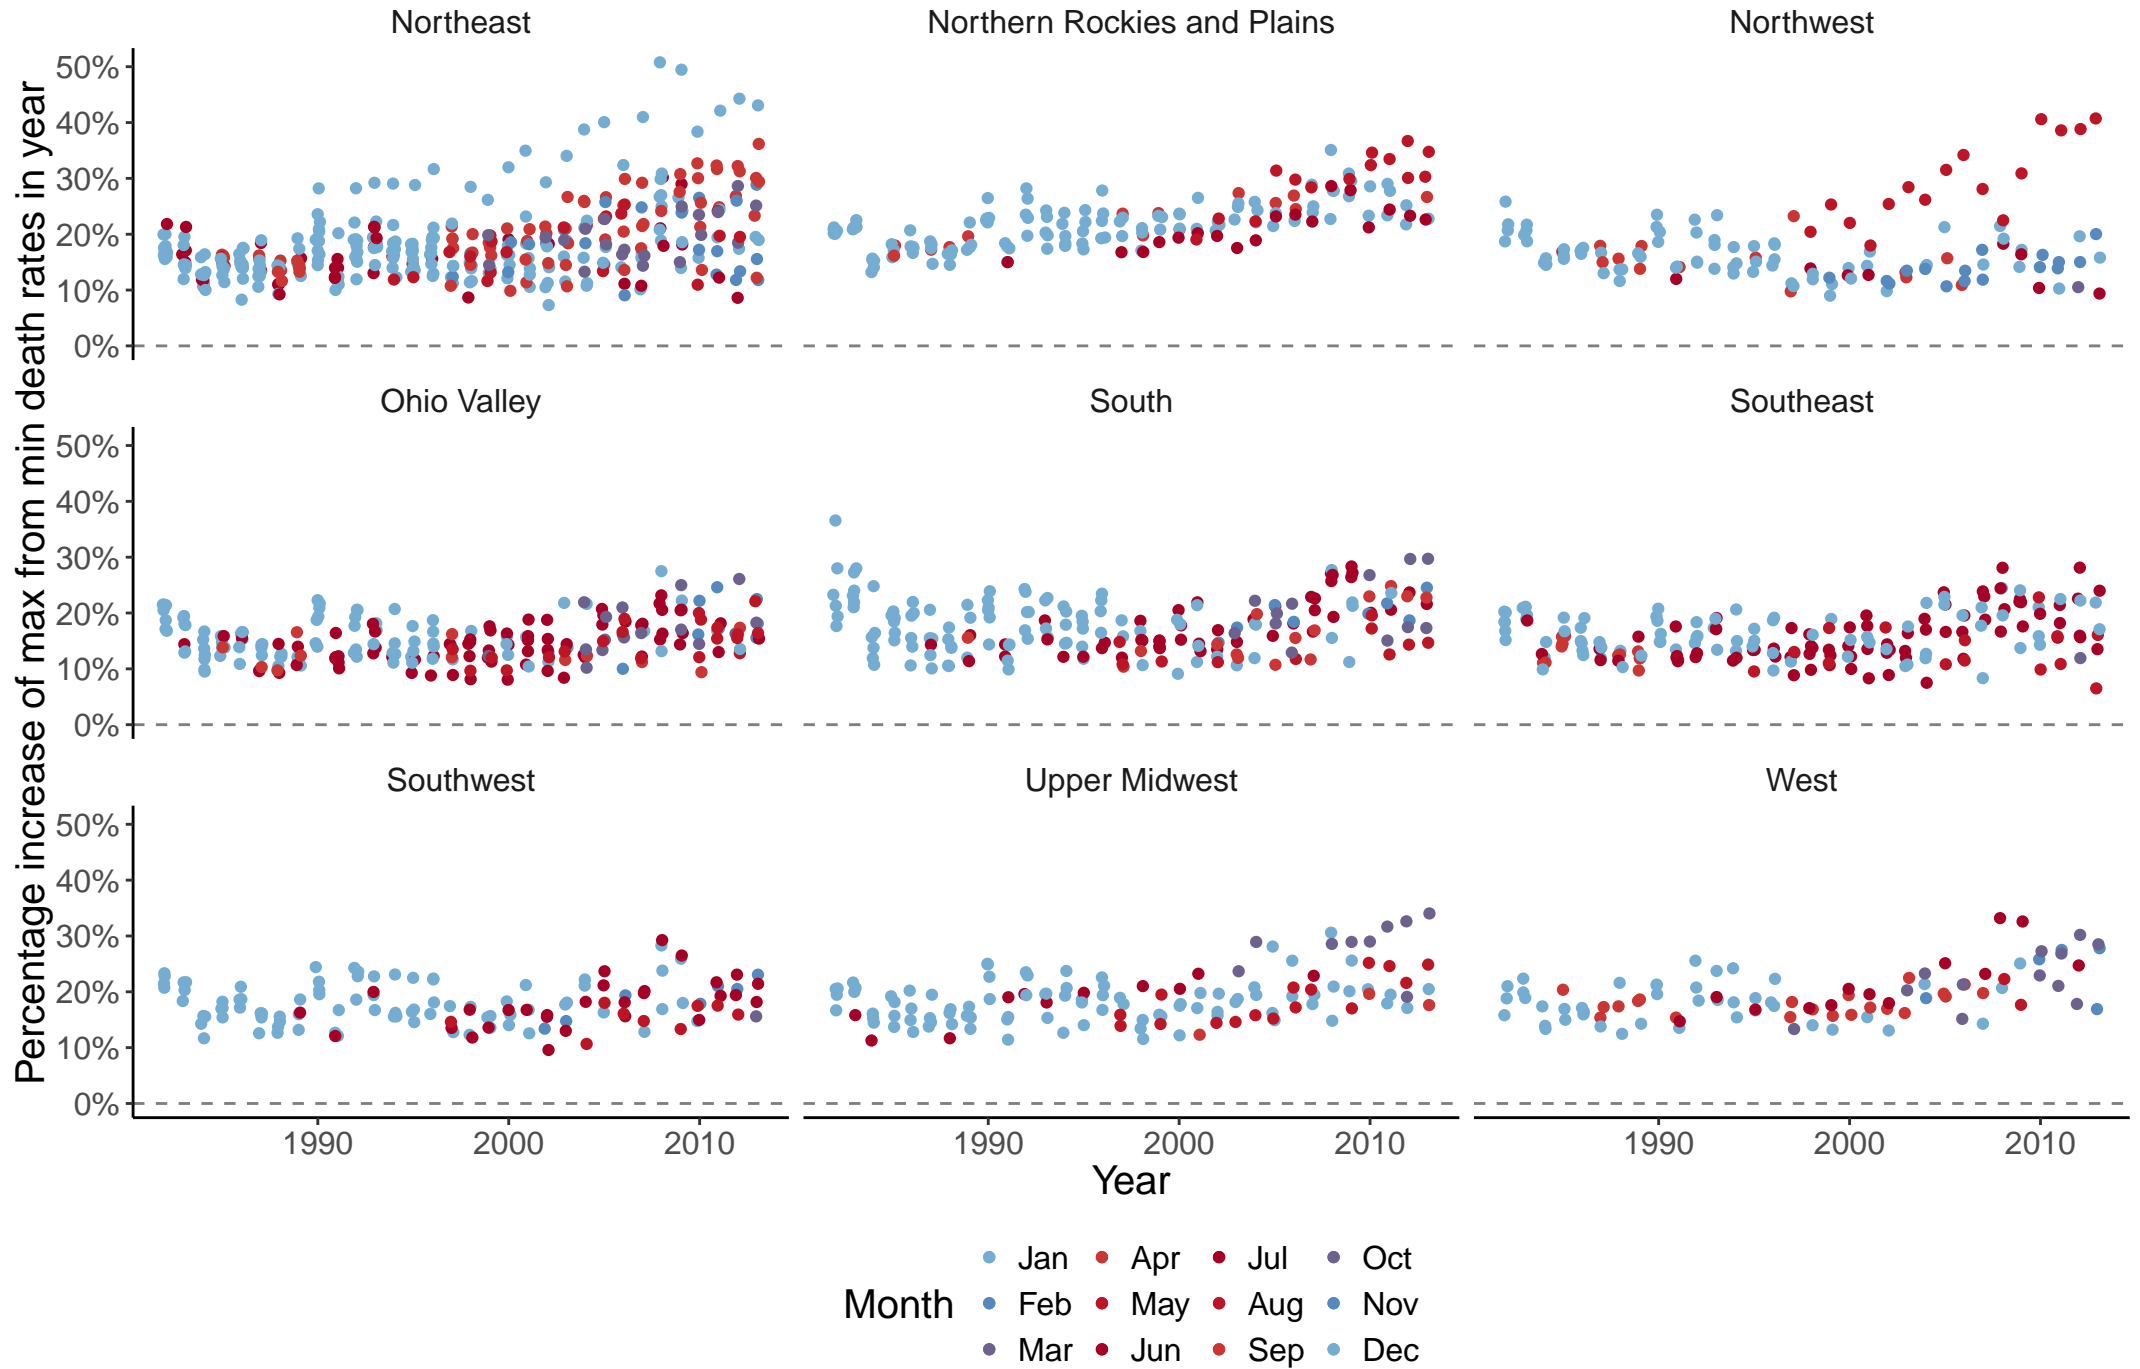 Northeast
Northern Rockies and Plains
Northwest
50%
40%
30%
20%
10%
0%
Ohio Valley
South
Southeast
50%
40%
30%
20%
10%
0%
Southwest
Upper Midwest
West
50%
40%
30%
20%
10%
0%
Percentage increase of max from min death rates in year
1990 2000 2010 1990 2000 2010 1990 2000 2010
Year
Month
Jan Apr Jul Oct
Feb May Aug Nov
Mar Jun Sep Dec